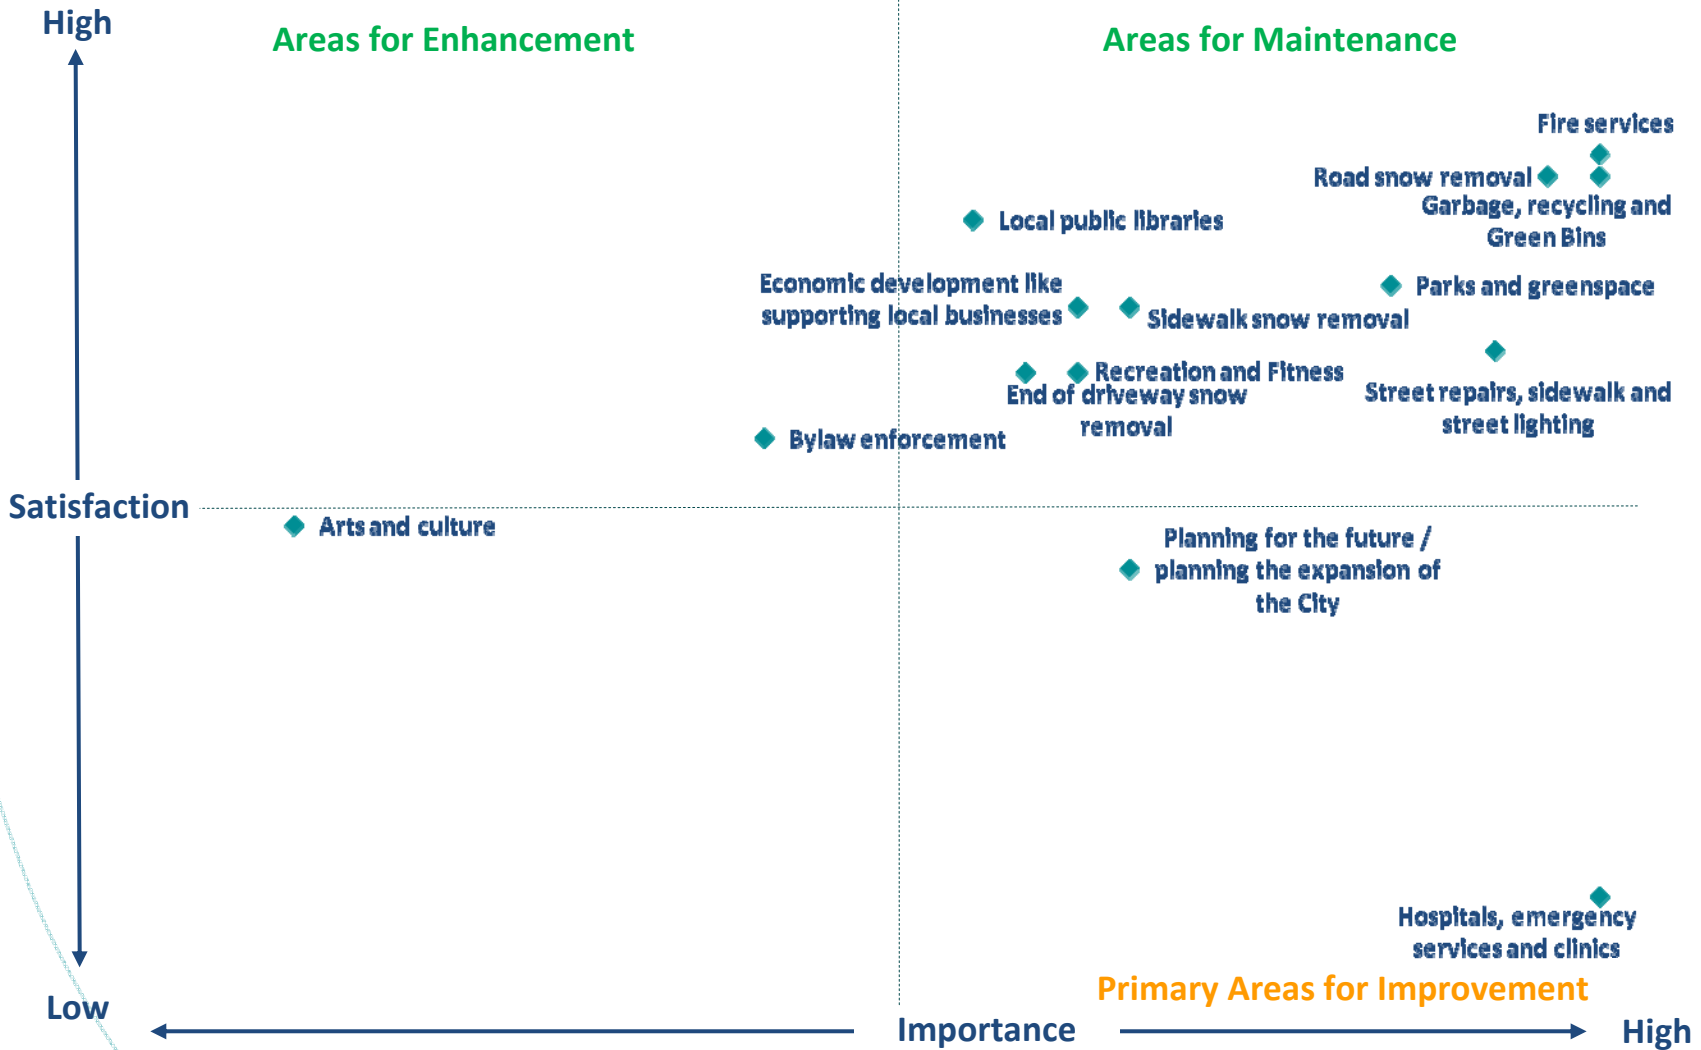 High
Areas for Enhancement
Areas for Maintenance
Fire services
Road snow removal
Garbage, recycling and
Green Bins
Local public libraries
Economic development like
supporting local businesses
Parks and greenspace
Sidewalk snow removal
Recreation and Fitness
End of driveway snow
removal
Street repairs, sidewalk and
street lighting
Bylaw enforcement
Satisfaction
Arts and culture
Planning for the future /
planning the expansion of
the City
Hospitals, emergency
services and clinics
Primary Areas for Improvement
Low
Importance
High